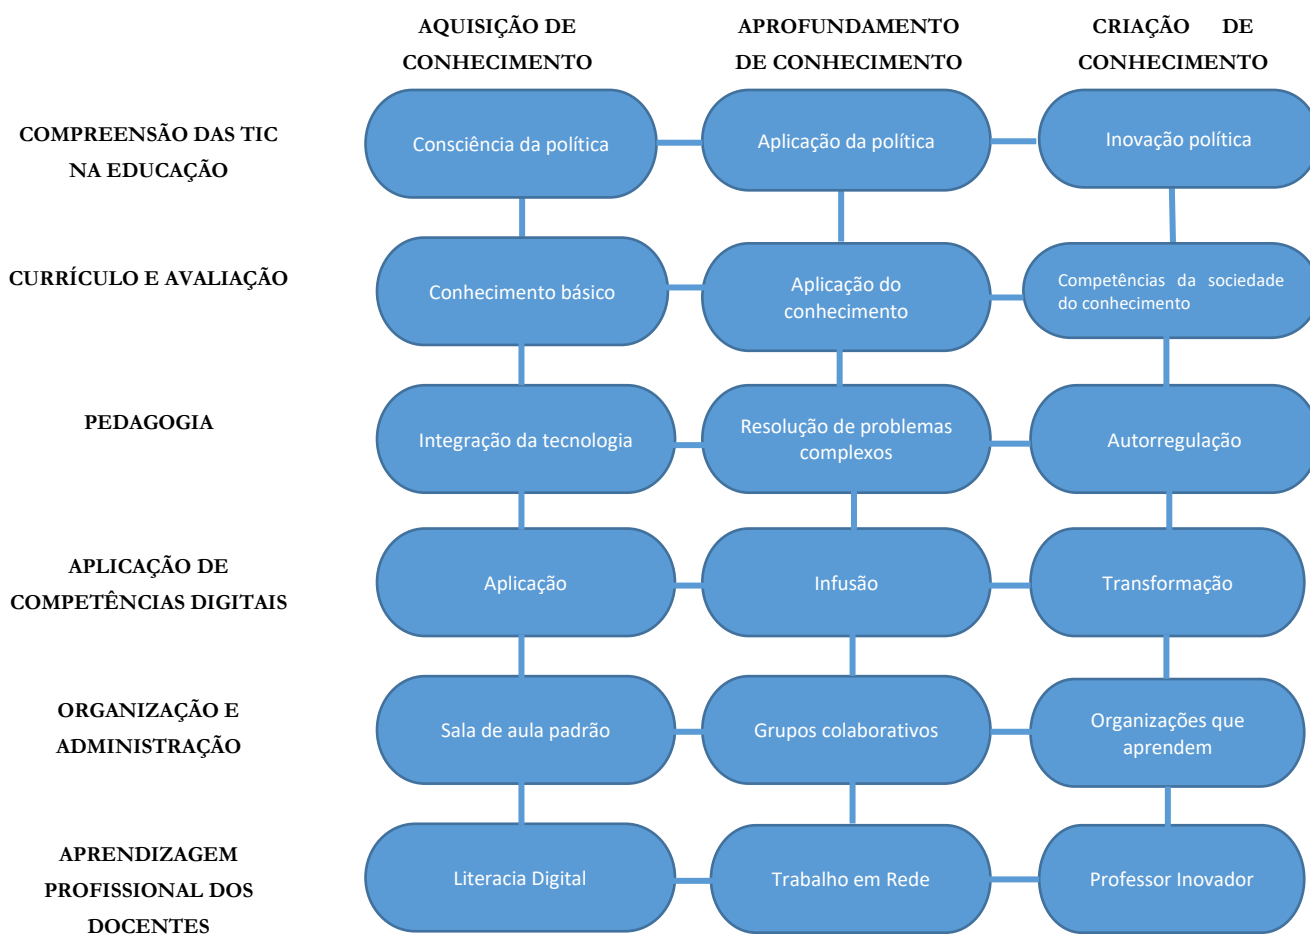 AQUISIÇÃO DE
CONHECIMENTO
APROFUNDAMENTO
DE CONHECIMENTO
CRIAÇÃO DE
CONHECIMENTO
COMPREENSÃO DAS TIC
NA EDUCAÇÃO
Consciência da política
Aplicação da política
Inovação política
CURRÍCULO E AVALIAÇÃO
Conhecimento básico
Aplicação do
conhecimento
Competências da sociedade
do conhecimento
PEDAGOGIA
Integração da tecnologia
Resolução de problemas
complexos
Autorregulação
APLICAÇÃO DE
COMPETÊNCIAS DIGITAIS
Aplicação
Infusão
Transformação
ORGANIZAÇÃO E
ADMINISTRAÇÃO
Sala de aula padrão
Grupos colaborativos
Organizações que
aprendem
APRENDIZAGEM
PROFISSIONAL DOS
DOCENTES
Literacia Digital
Trabalho em Rede
Professor Inovador